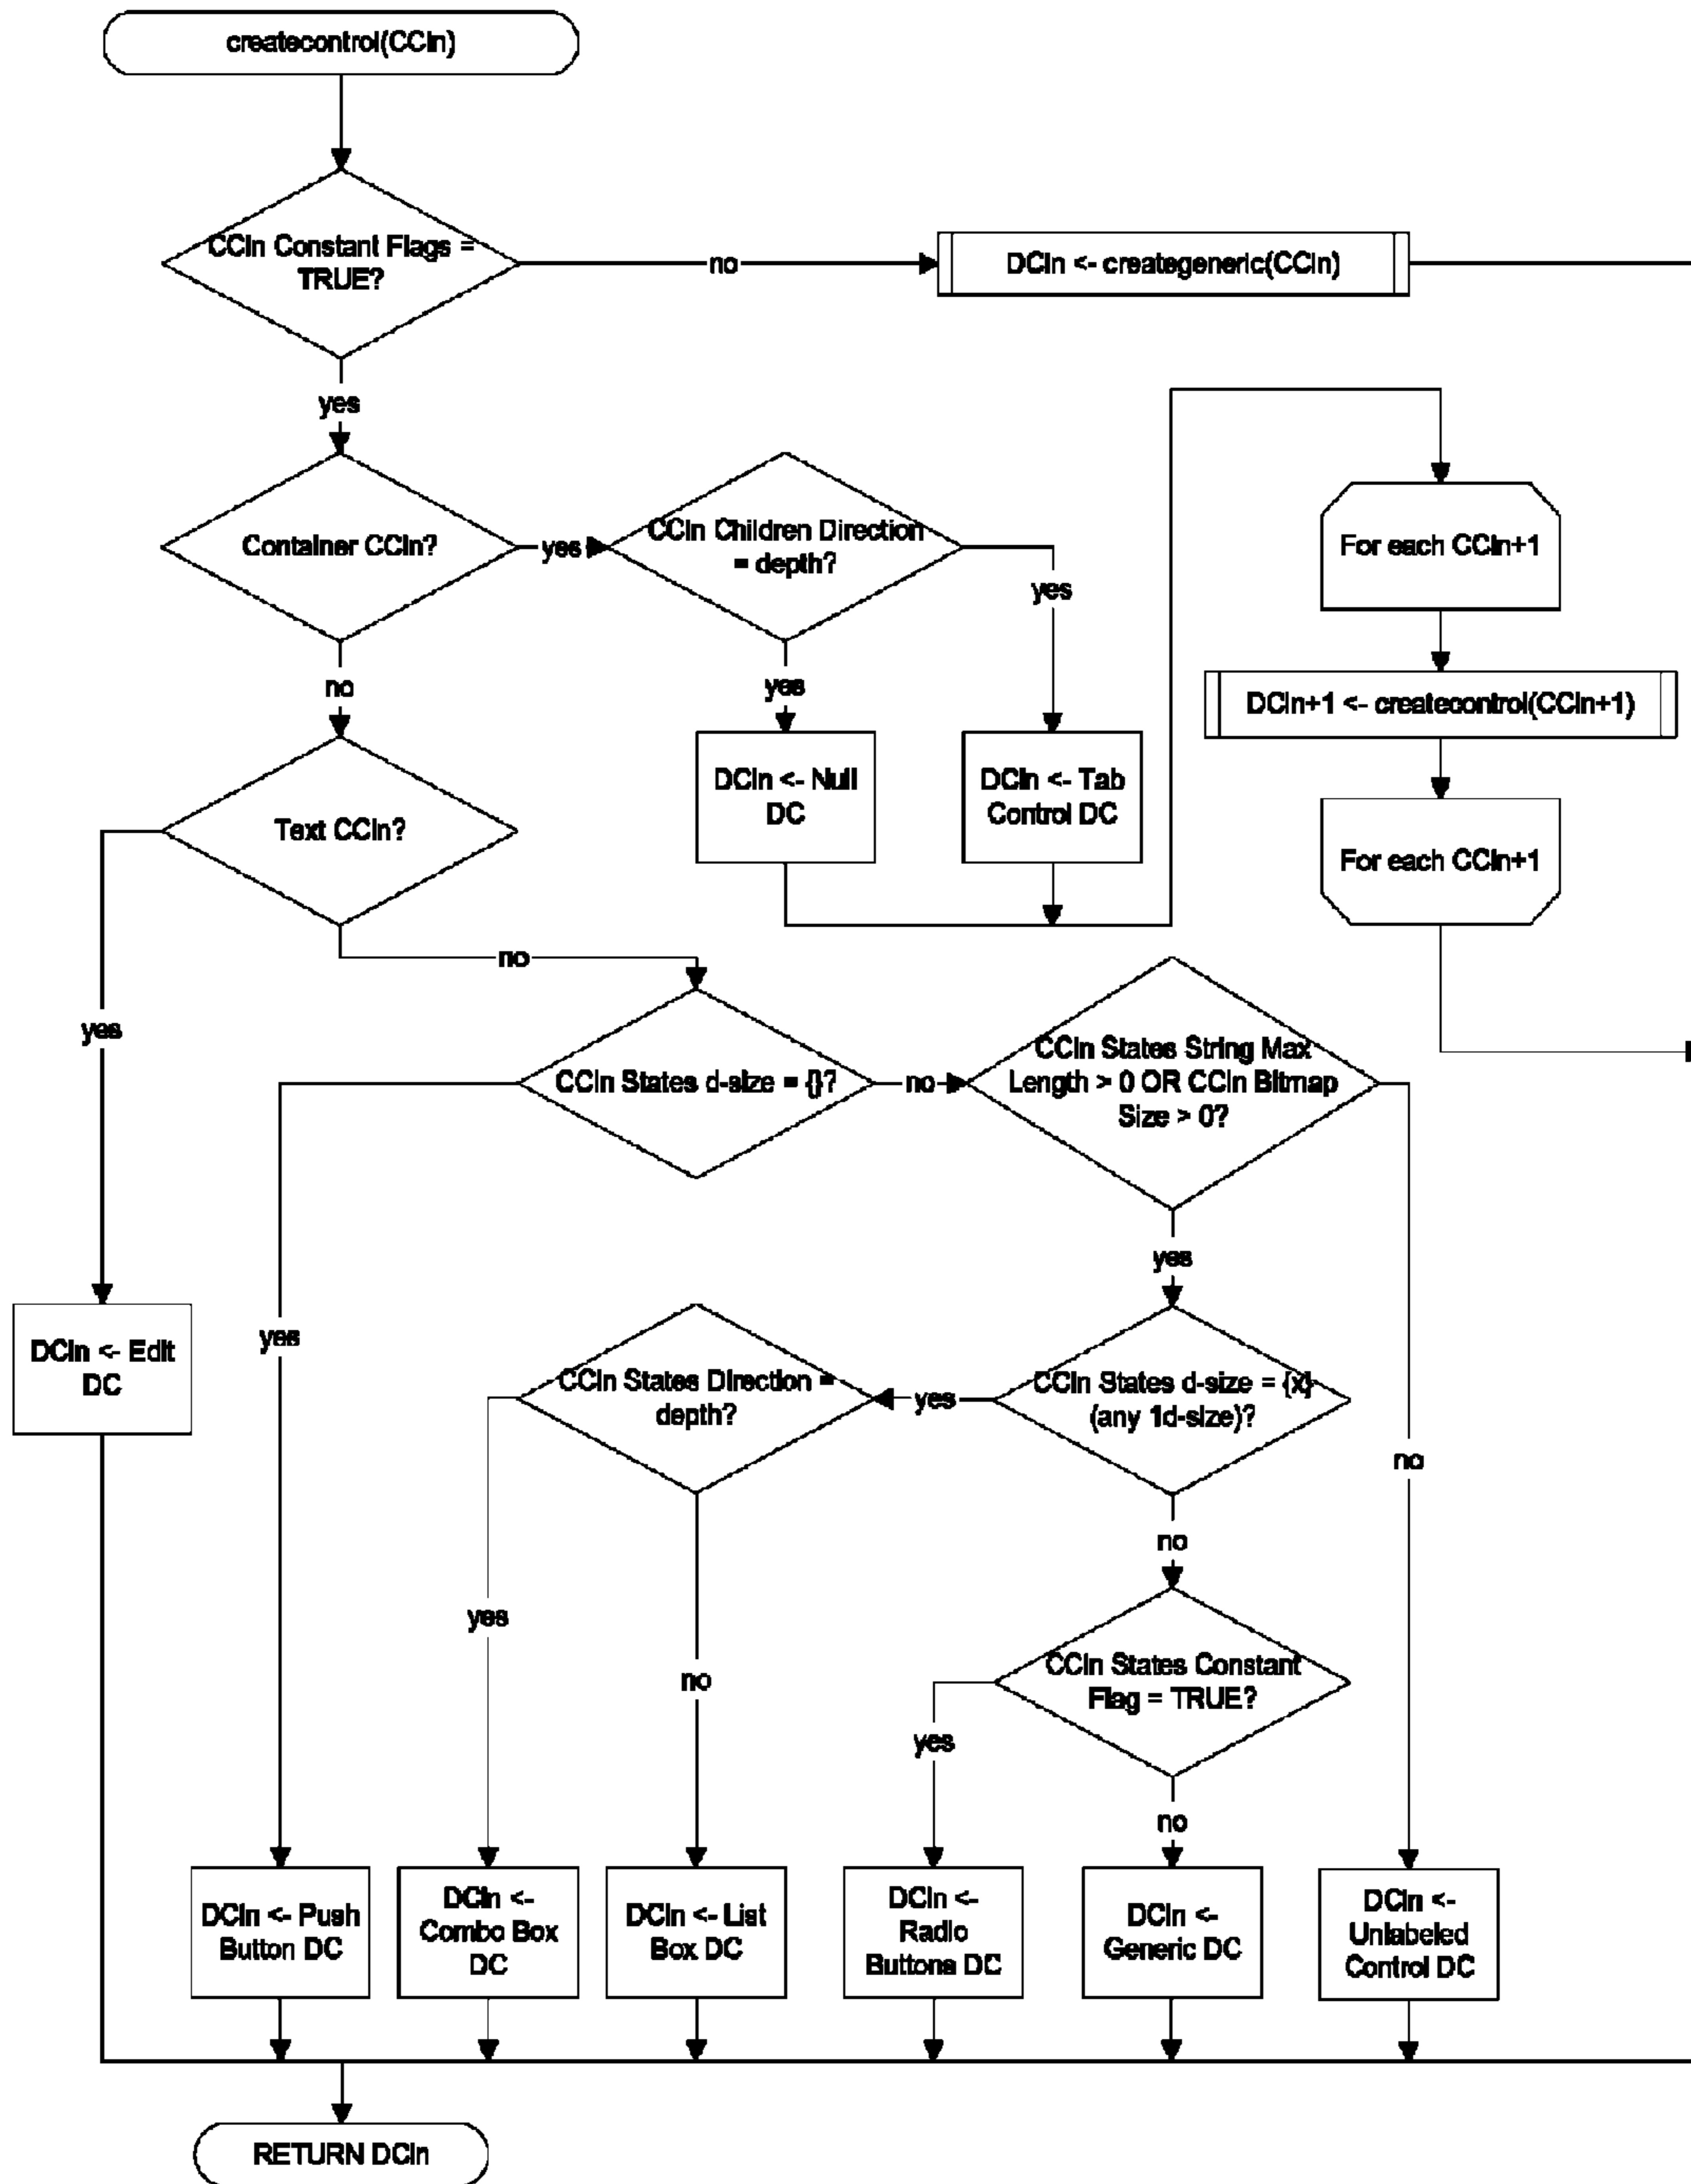 createcontrol(CCln)
CCln Constant Flags =
TRUE?
no
DCln <- creategeneric(CCln)
yes
Container CCln?
yes
CCln Children Direction
= depth?
yes
yes
For each CCln+1
DCln+1 <- createcontrol(CCln+1)
For each CCln+1
DCln <- Null
DC
DCln <- Tab
Control DC
no
Text CCln?
yes
no
CCln States d-size = {}?
yes
no
CCln States String Max
Length > 0 OR CCln Bitmap
Size > 0?
no
yes
CCln States d-size = {x}
(any 1d-size)?
yes
CCln States Direction =
depth?
yes
no
no
CCln States Constant
Flag = TRUE?
yes
no
DCln <- Edit
DC
DCln <- Push
Button DC
DCln <-
Combo Box
DC
DCln <- List
Box DC
DCln <-
Radio
Buttons DC
DCln <-
Generic DC
DCln <-
Unlabeled
Control DC
RETURN DCln